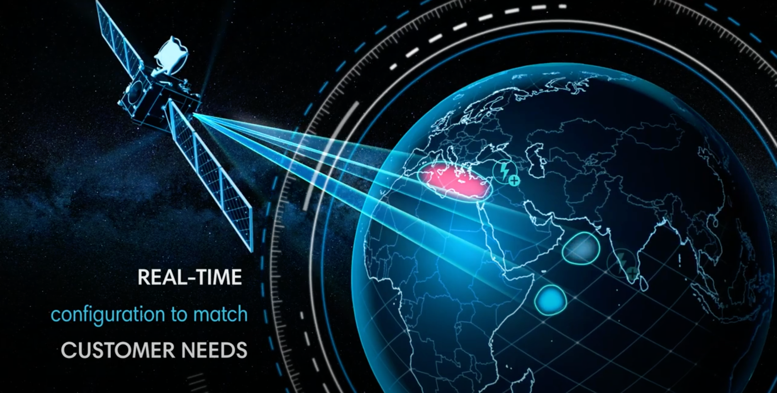 REAL-TIME
configuration to match
CUSTOMER NEEDS